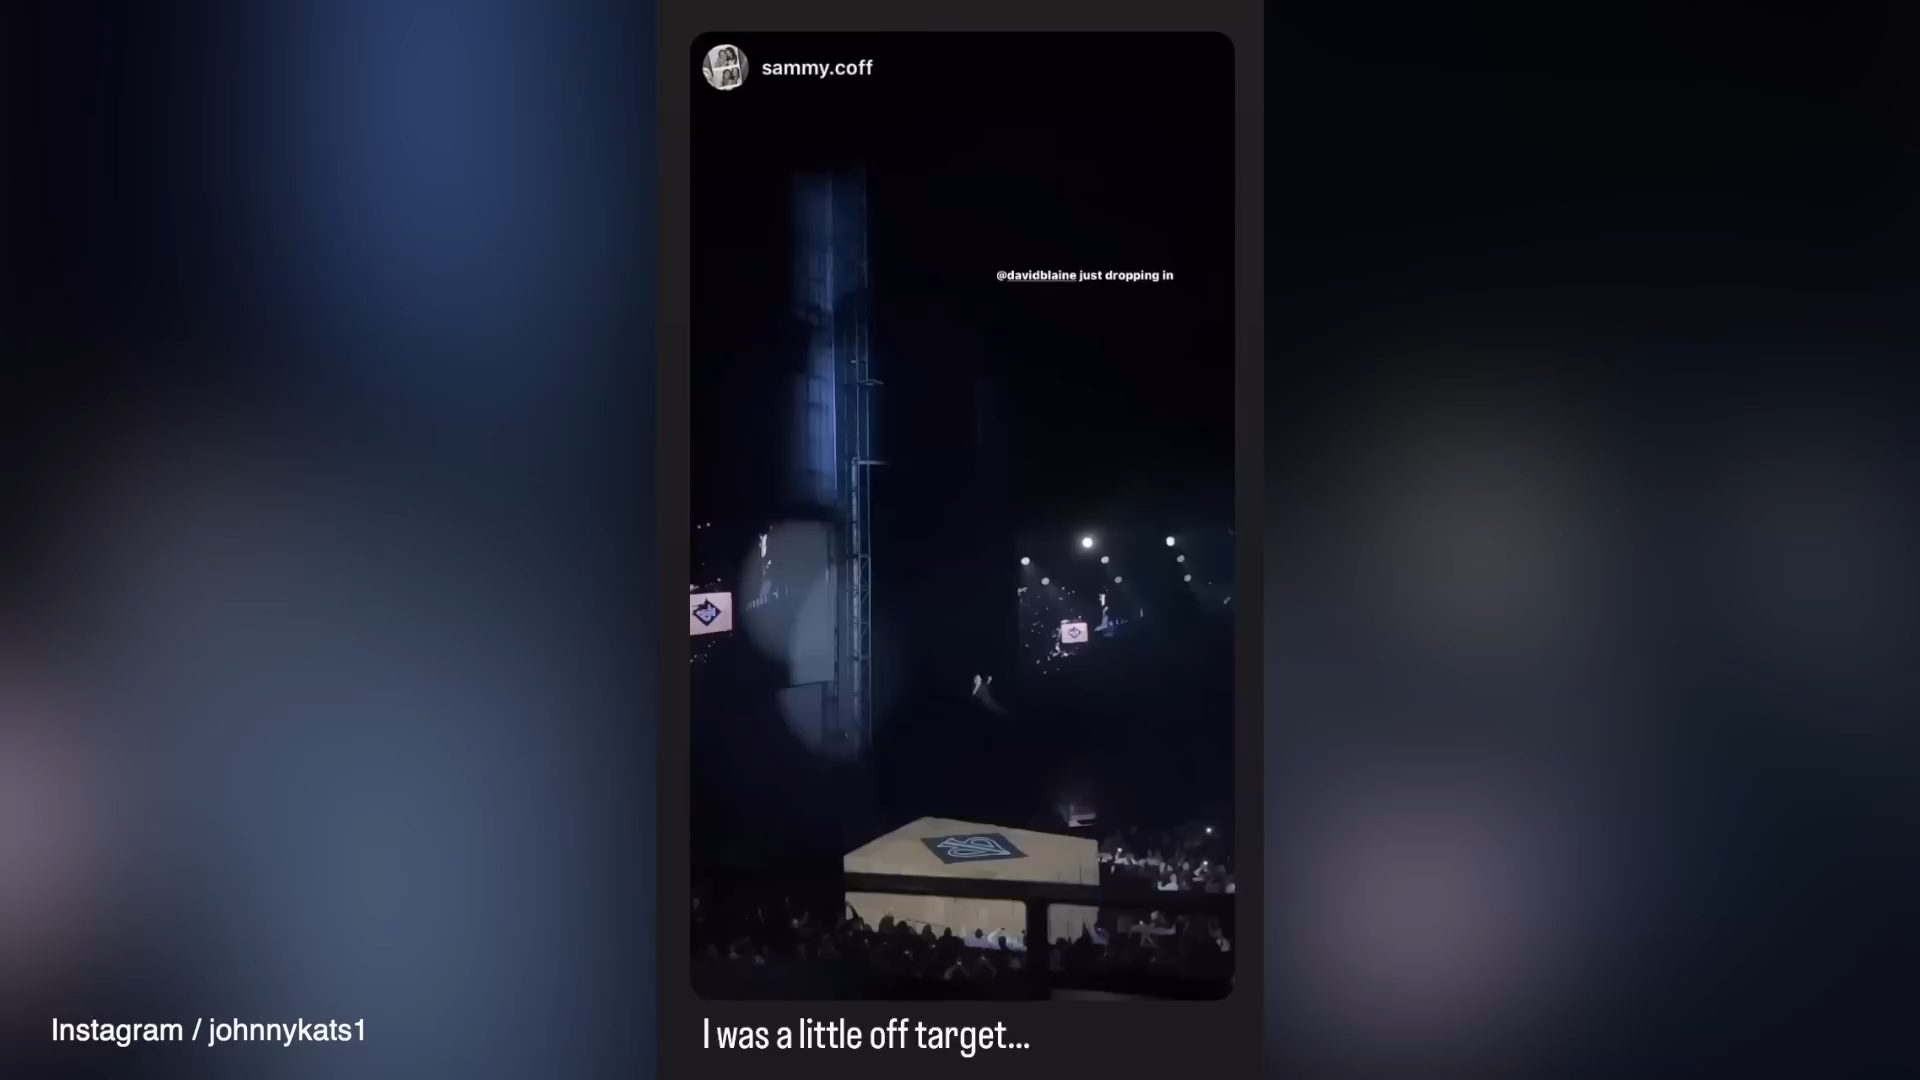 sammy.coff
@davidblaine just dropping in
I was a little off target...
Instagram / johnnykats1